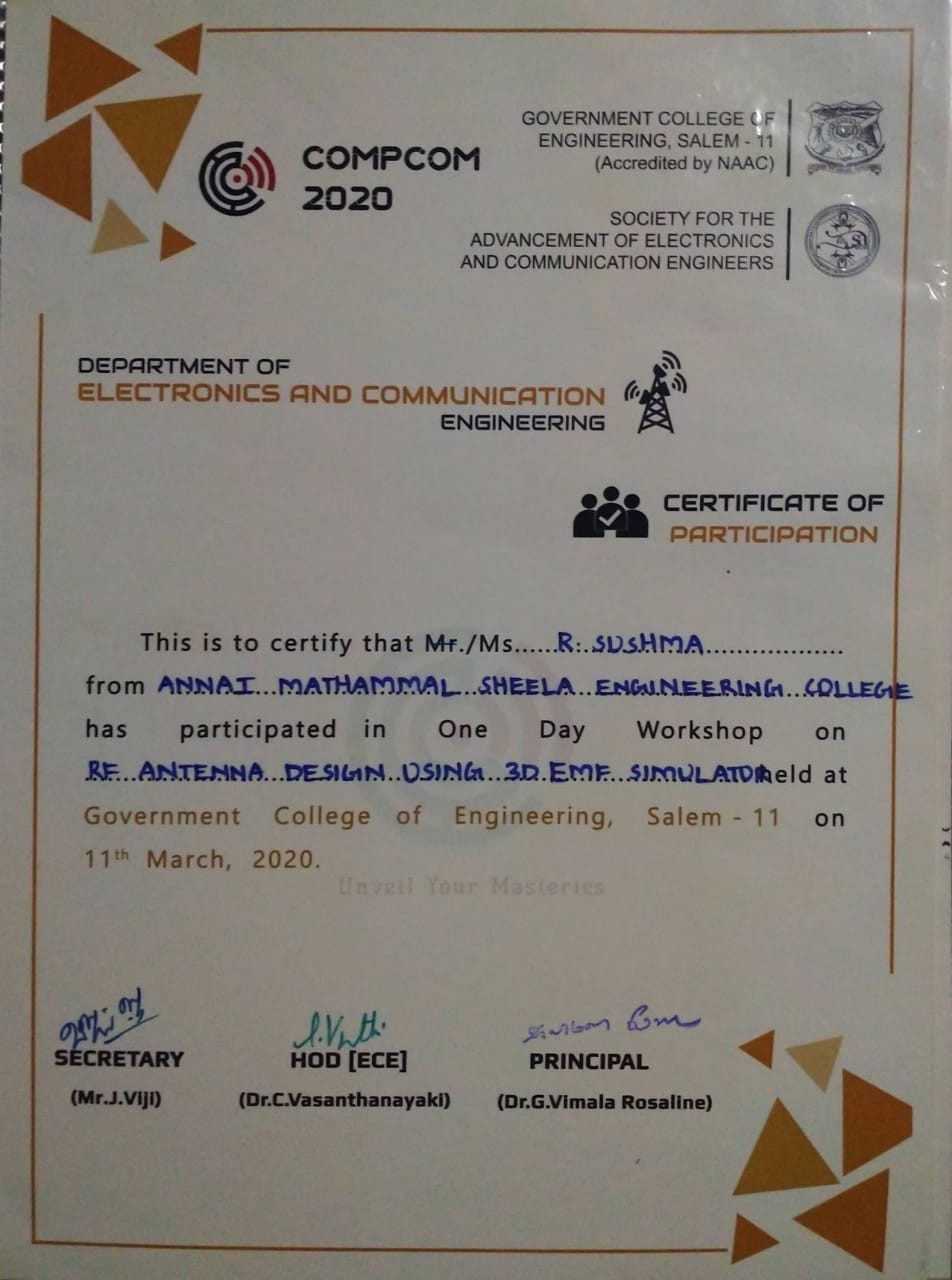 COMPCOM
2020
GOVERNMENT COLLEGE OF
ENGINEERING, SALEM - 11
(Accredited by NAAC)
SOCIETY FOR THE
ADVANCEMENT OF ELECTRONICS
AND COMMUNICATION ENGINEERS
DEPARTMENT OF
ELECTRONICS AND COMMUNICATION
ENGINEERING
CERTIFICATE OF
PARTICIPATION
This is to certify that Mr./Ms......R. SUSHMA..................
from ANNAI...MATHAMMAL..SHEELA..ENGINEERING..COLLEGE
has participated in One Day Workshop on
RF...ANTENNA..DESIGN..USING..3D.EMF..SIMULATOR held at
Government College of Engineering, Salem - 11 on
11th March, 2020.
Unveil Your Masteries
SECRETARY
(Mr.J.Viji)
HOD [ECE]
(Dr.C.Vasanthanayaki)
PRINCIPAL
(Dr.G.Vimala Rosaline)